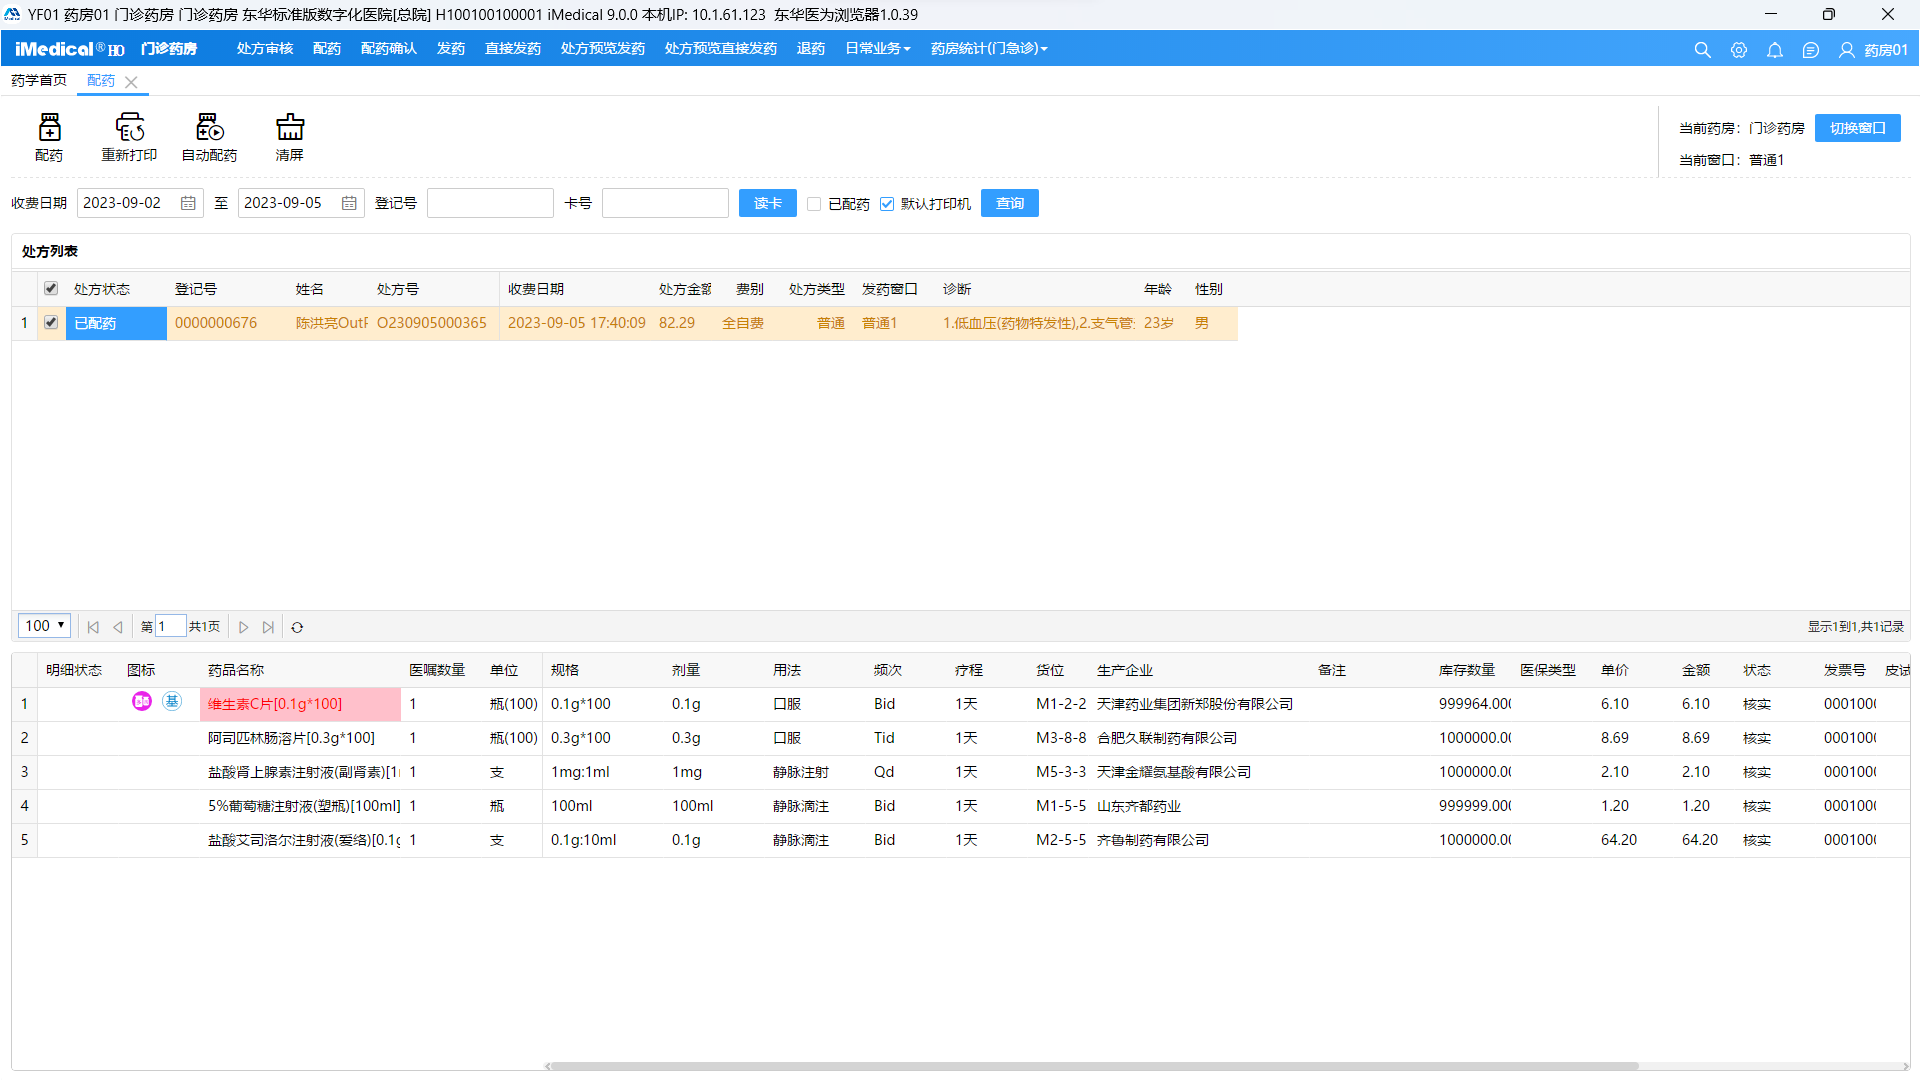 YF01 药房01 门诊药房 门诊药房 东华标准版数字化医院[总院] H100100100001 iMedical 9.0.0 本机IP: 10.1.61.123 东华医为浏览器1.0.39
iMedical® HO 门诊药房 处方审核 配药 配药确认 发药 直接发药 处方预览发药 处方预览直接发药 退药 日常业务 药房统计(门急诊) 药房01
药学首页 配药
配药 重新打印 自动配药 清屏
当前药房: 门诊药房 切换窗口
当前窗口: 普通1
收费日期 2023-09-02 至 2023-09-05 登记号 卡号 读卡 已配药 默认打印机 查询
处方列表
处方状态 登记号 姓名 处方号 收费日期 处方金额 费别 处方类型 发药窗口 诊断 年龄 性别
1 已配药 0000000676 陈洪亮OutP O230905000365 2023-09-05 17:40:09 82.29 全自费 普通 普通1 1.低血压(药物特发性),2.支气管 23岁 男
100 第 1 共1页 显示1到1,共1记录
明细状态 图标 药品名称 医嘱数量 单位 规格 剂量 用法 频次 疗程 货位 生产企业 备注 库存数量 医保类型 单价 金额 状态 发票号 皮试
1 基 维生素C片[0.1g*100] 1 瓶(100) 0.1g*100 0.1g 口服 Bid 1天 M1-2-2 天津药业集团新郑股份有限公司 999964.000 6.10 6.10 核实 000100
2 阿司匹林肠溶片[0.3g*100] 1 瓶(100) 0.3g*100 0.3g 口服 Tid 1天 M3-8-8 合肥久联制药有限公司 1000000.00 8.69 8.69 核实 000100
3 盐酸肾上腺素注射液(副肾素)[1 1 支 1mg:1ml 1mg 静脉注射 Qd 1天 M5-3-3 天津金耀氨基酸有限公司 1000000.00 2.10 2.10 核实 000100
4 5%葡萄糖注射液(塑瓶)[100ml] 1 瓶 100ml 100ml 静脉滴注 Bid 1天 M1-5-5 山东齐都药业 999999.000 1.20 1.20 核实 000100
5 盐酸艾司洛尔注射液(爱络)[0.1g 1 支 0.1g:10ml 0.1g 静脉滴注 Bid 1天 M2-5-5 齐鲁制药有限公司 1000000.00 64.20 64.20 核实 000100